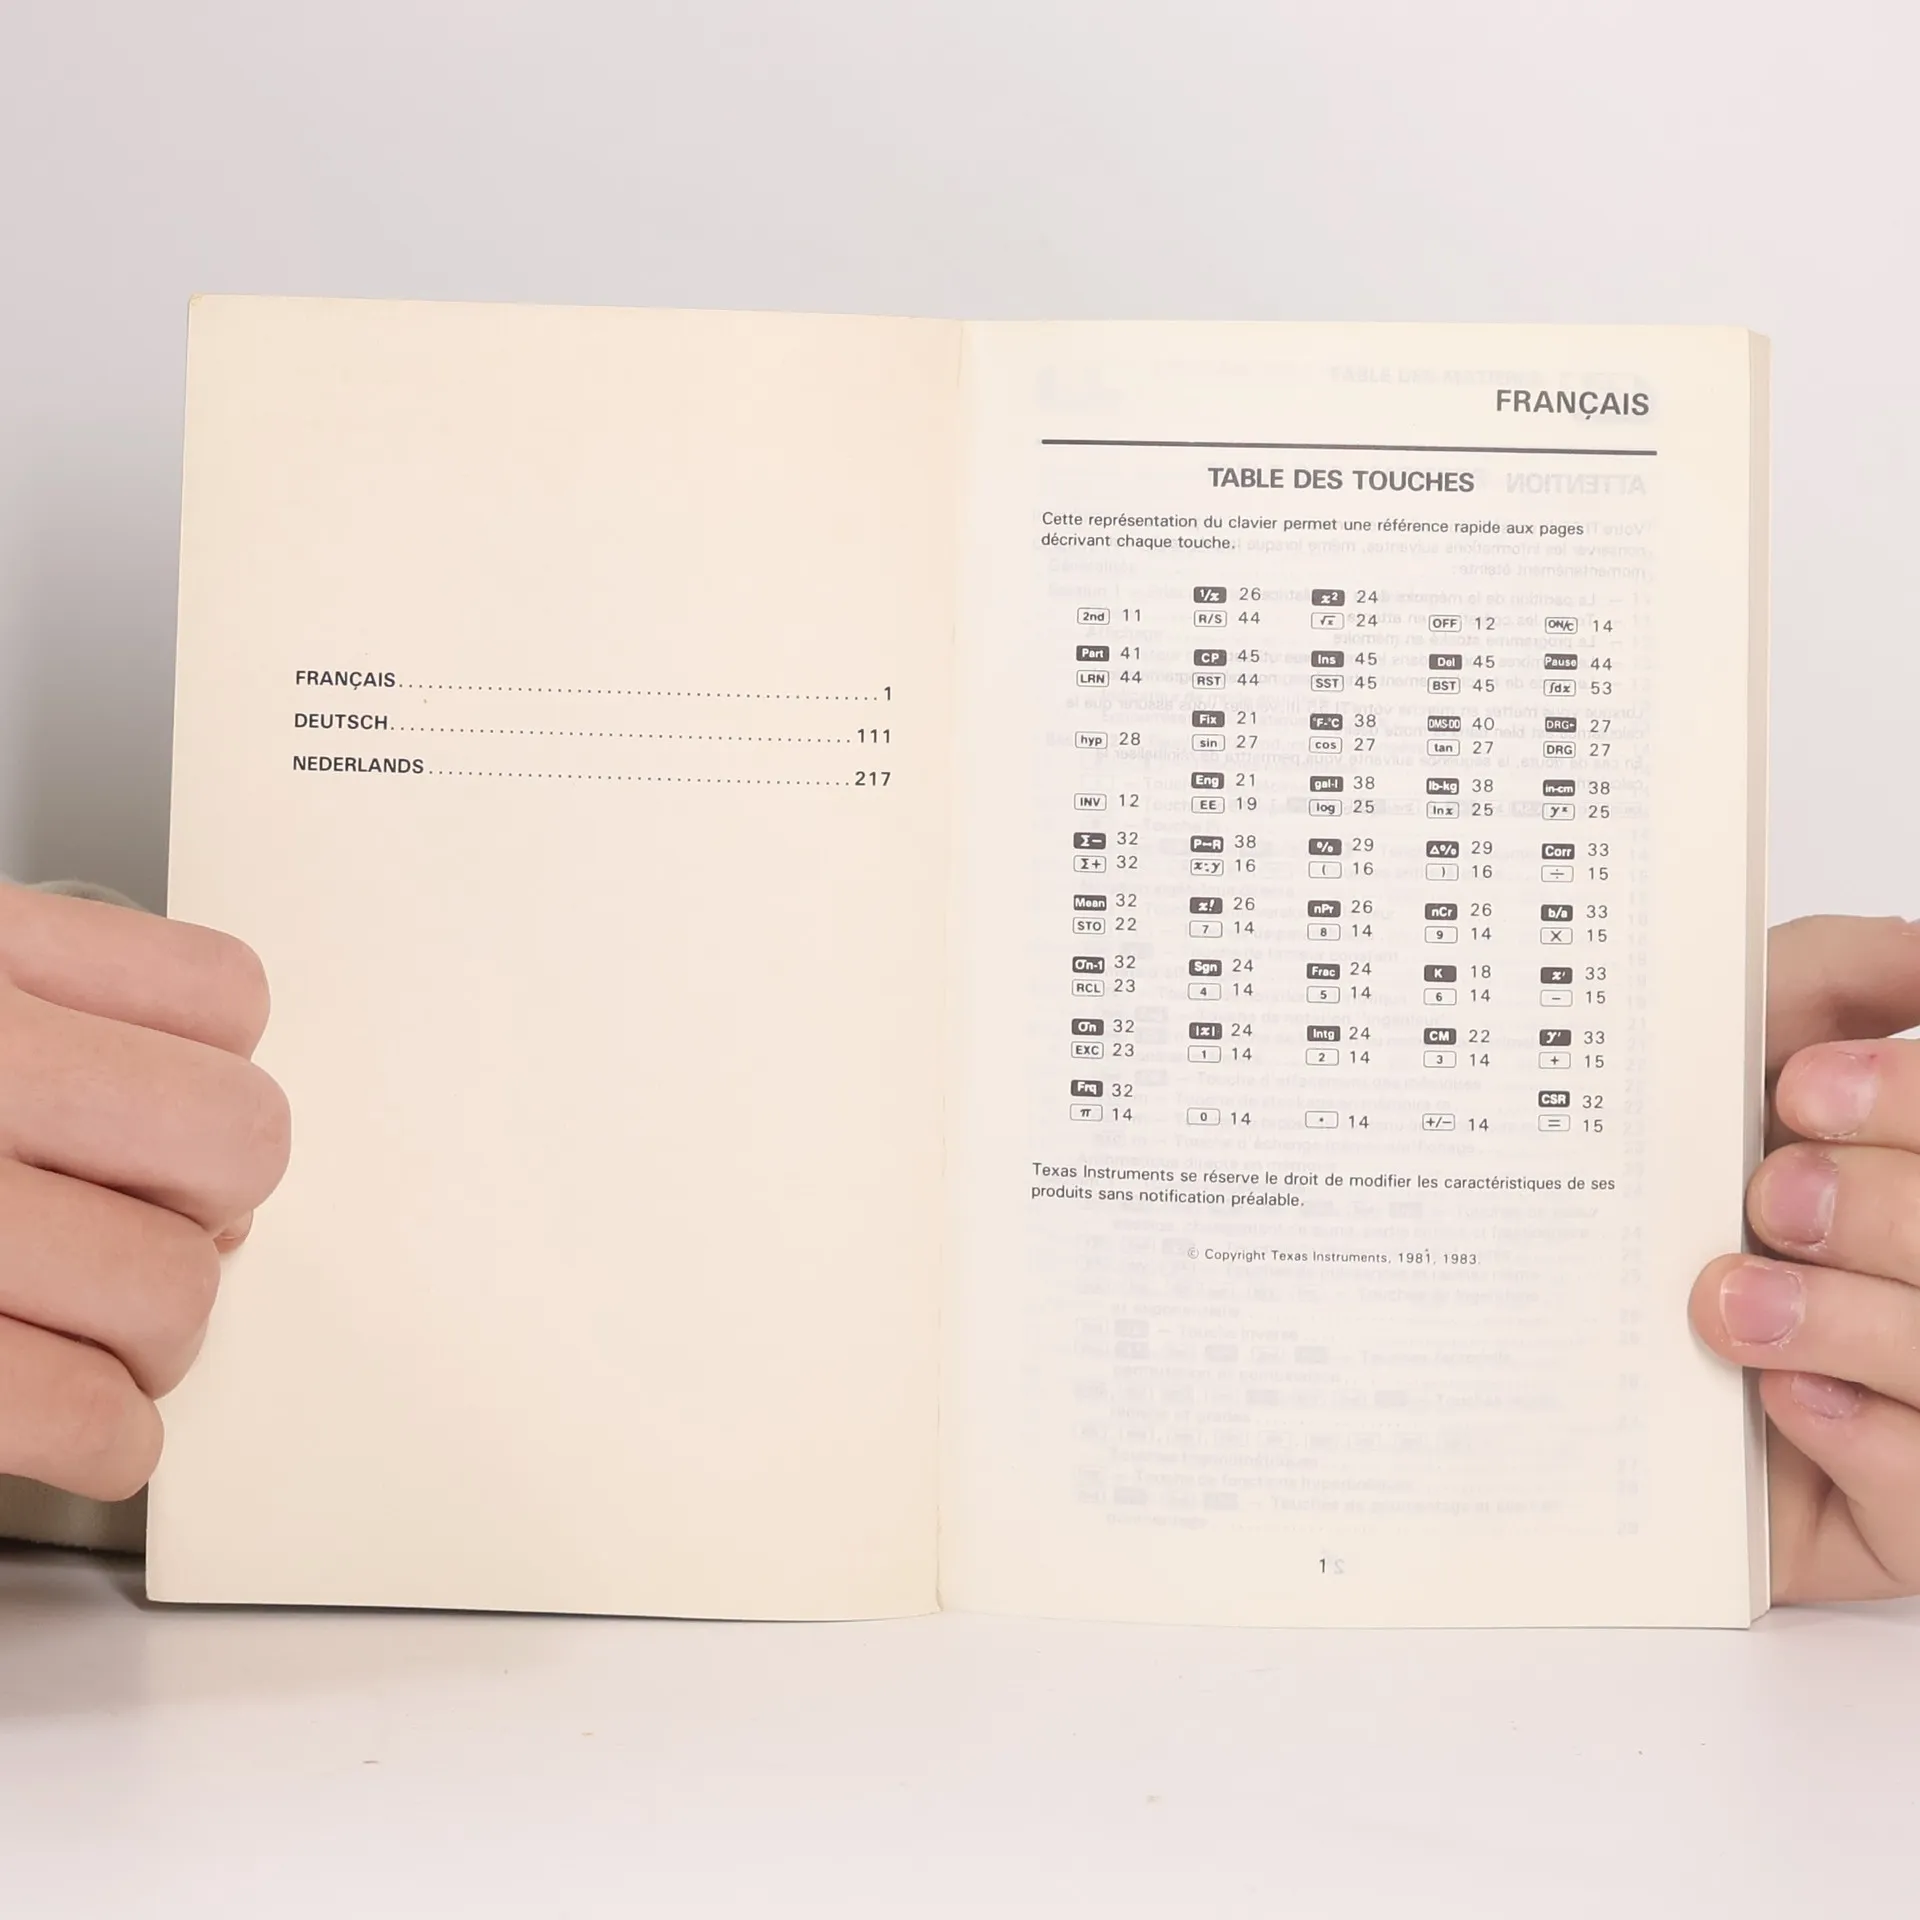 FRANÇAIS.......................................1
DEUTSCH.......................................111
NEDERLANDS...................................217
FRANÇAIS
TABLE DES TOUCHES
Cette représentation du clavier permet une référence rapide aux pages
décrivant chaque touche.
1/x 26 x² 24
2nd 11 R/S 44 √x 24 OFF 12 ON/C 14
Part 41 CP 45 Ins 45 Del 45 Pause 44
LRN 44 RST 44 SST 45 BST 45 ∫dx 53
Fix 21 °F-°C 38 DMS-DD 40 DRG▸ 27
hyp 28 sin 27 cos 27 tan 27 DRG 27
Eng 21 gal-l 38 lb-kg 38 in-cm 38
INV 12 EE 19 log 25 lnx 25 yˣ 25
Σ− 32 P↔R 38 % 29 Δ% 29 Corr 33
Σ+ 32 x:y 16 ( 16 ) 16 ÷ 15
Mean 32 x! 26 nPr 26 nCr 26 b/a 33
STO 22 7 14 8 14 9 14 X 15
σn-1 32 Sgn 24 Frac 24 K 18 x' 33
RCL 23 4 14 5 14 6 14 − 15
σn 32 |x| 24 Intg 24 CM 22 y' 33
EXC 23 1 14 2 14 3 14 + 15
Frq 32 CSR 32
π 14 0 14 • 14 +/− 14 = 15
Texas Instruments se réserve le droit de modifier les caractéristiques de ses
produits sans notification préalable.
© Copyright Texas Instruments, 1981, 1983.
1